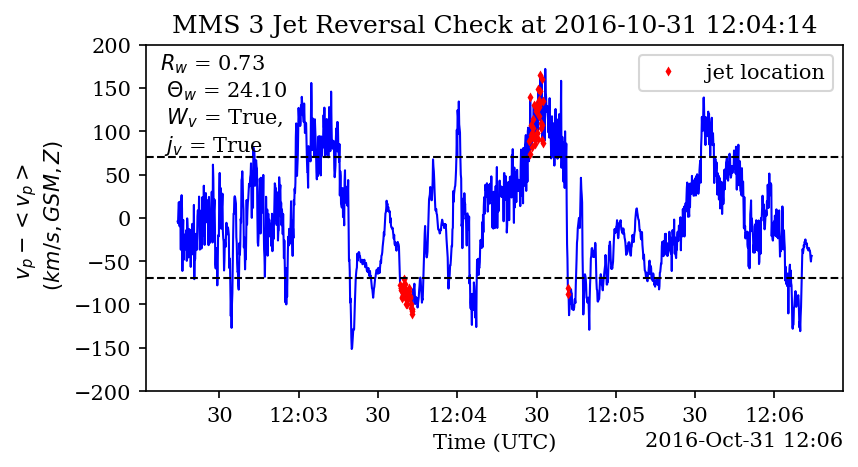 MMS 3 Jet Reversal Check at 2016-10-31 12:04:14
R_w = 0.73
Θ_w = 24.10
W_v = True,
j_v = True
jet location
v_p − <v_p>
(km/s, GSM, Z)
200
150
100
50
0
−50
−100
−150
−200
30 12:03 30 12:04 30 12:05 30 12:06
Time (UTC)
2016-Oct-31 12:06